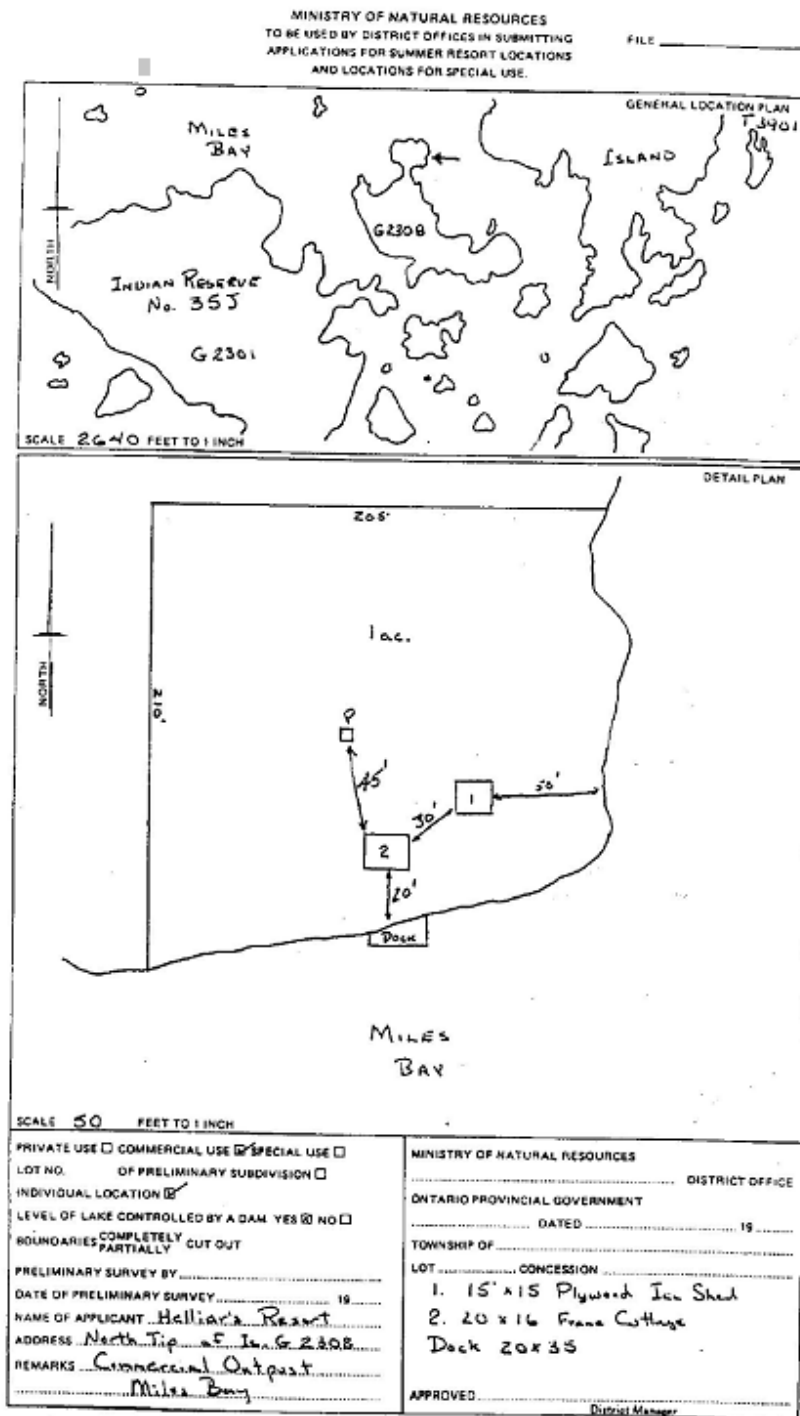 MINISTRY OF NATURAL RESOURCES
TO BE USED BY DISTRICT OFFICES IN SUBMITTING
APPLICATIONS FOR SUMMER RESORT LOCATIONS
AND LOCATIONS FOR SPECIAL USE.
FILE
GENERAL LOCATION PLAN
T 3901
MILES
BAY
ISLAND
G2308
NORTH
INDIAN RESERVE
No. 35J
G2301
SCALE 2640 FEET TO 1 INCH
DETAIL PLAN
208'
1 ac.
NORTH
210'
P
45'
1
50'
30'
2
20'
DOCK
MILES
BAY
SCALE 50 FEET TO 1 INCH
PRIVATE USE COMMERCIAL USE SPECIAL USE
LOT NO. OF PRELIMINARY SUBDIVISION
INDIVIDUAL LOCATION
LEVEL OF LAKE CONTROLLED BY A DAM YES NO
BOUNDARIES COMPLETELY PARTIALLY CUT OUT
PRELIMINARY SURVEY BY
DATE OF PRELIMINARY SURVEY 19
NAME OF APPLICANT Helliar's Resort
ADDRESS North Tip of Is. G 2308
REMARKS Commercial Outpost
Miles Bay
MINISTRY OF NATURAL RESOURCES
DISTRICT OFFICE
ONTARIO PROVINCIAL GOVERNMENT
DATED 19
TOWNSHIP OF
LOT CONCESSION
1. 15' x 15 Plywood Shed
2. 20 x 16 Frame Cottage
Dock 20 x 35
APPROVED
District Manager